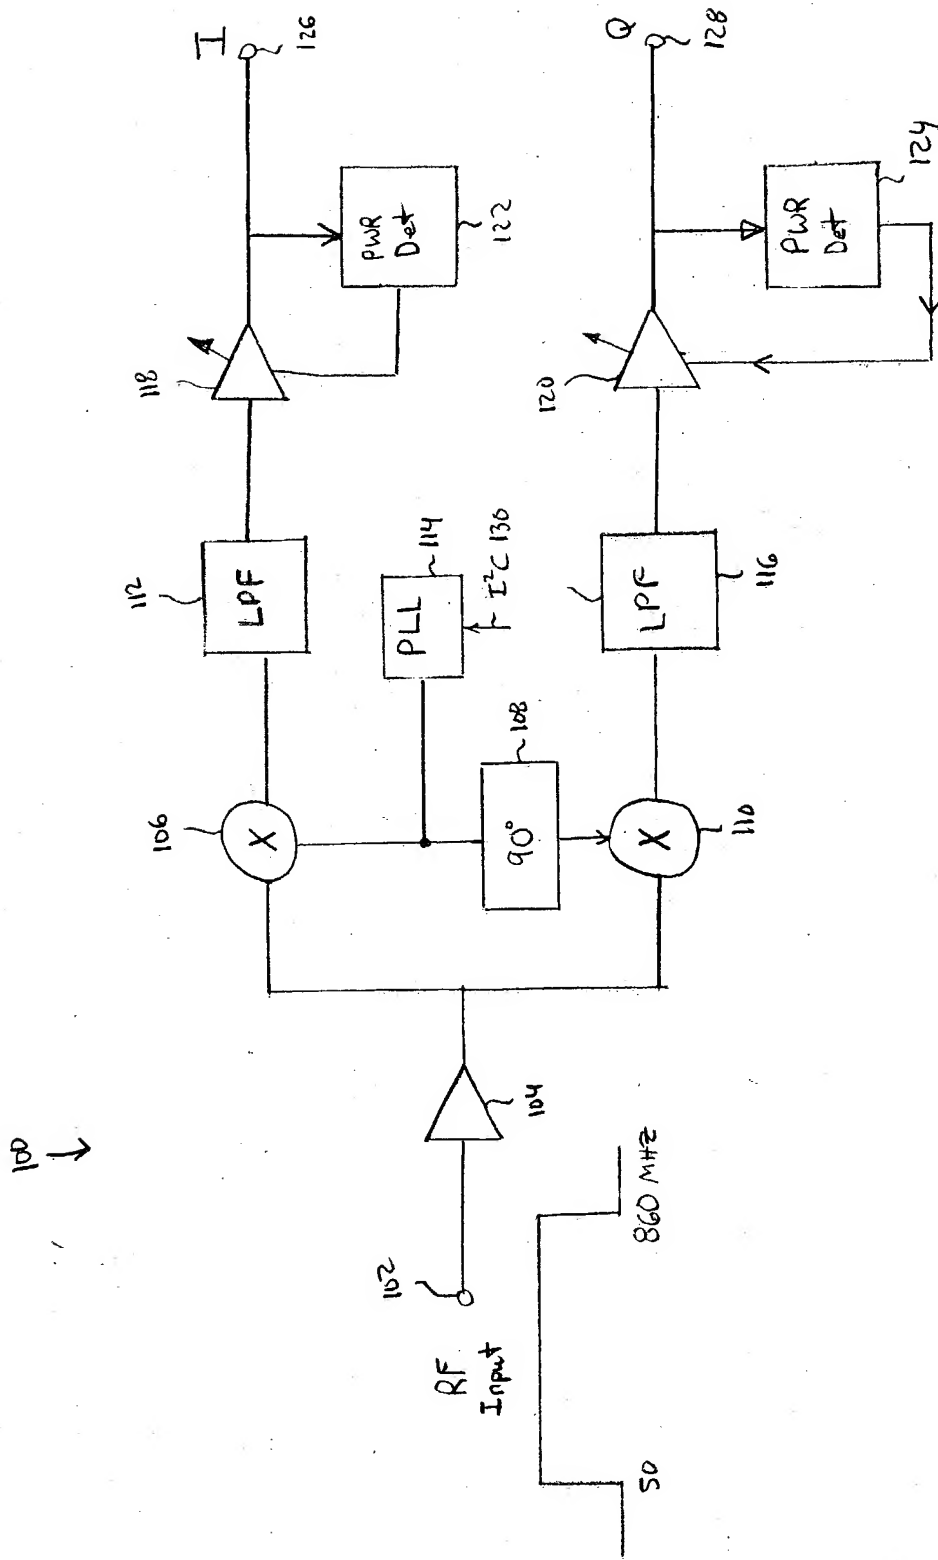 100
RF
Input
102
50
860 MHz
104
106
X
112
LPF
118
I
126
PWR
Det
122
PLL
114
I²C 130
90°
108
X
110
LPF
116
120
Q
128
PWR
Det
124